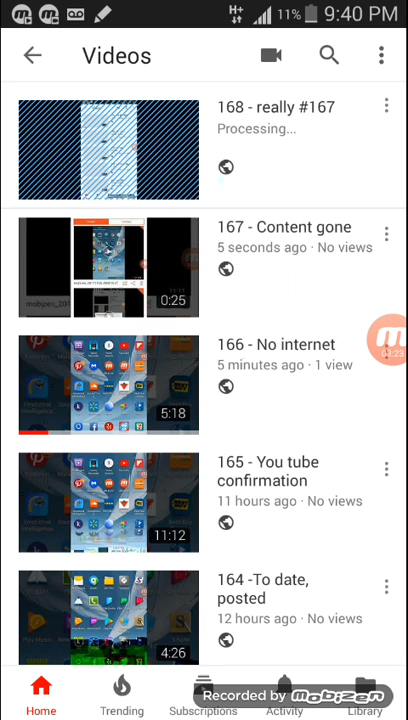 H+
11%
9:40 PM
Videos
168 - really #167
Processing...
167 - Content gone
5 seconds ago · No views
0:25
166 - No internet
5 minutes ago · 1 view
5:18
165 - You tube
confirmation
11 hours ago · No views
11:12
164 -To date,
posted
12 hours ago · No views
4:26
Recorded by mobizen
Home
Trending
Subscriptions
Activity
Library